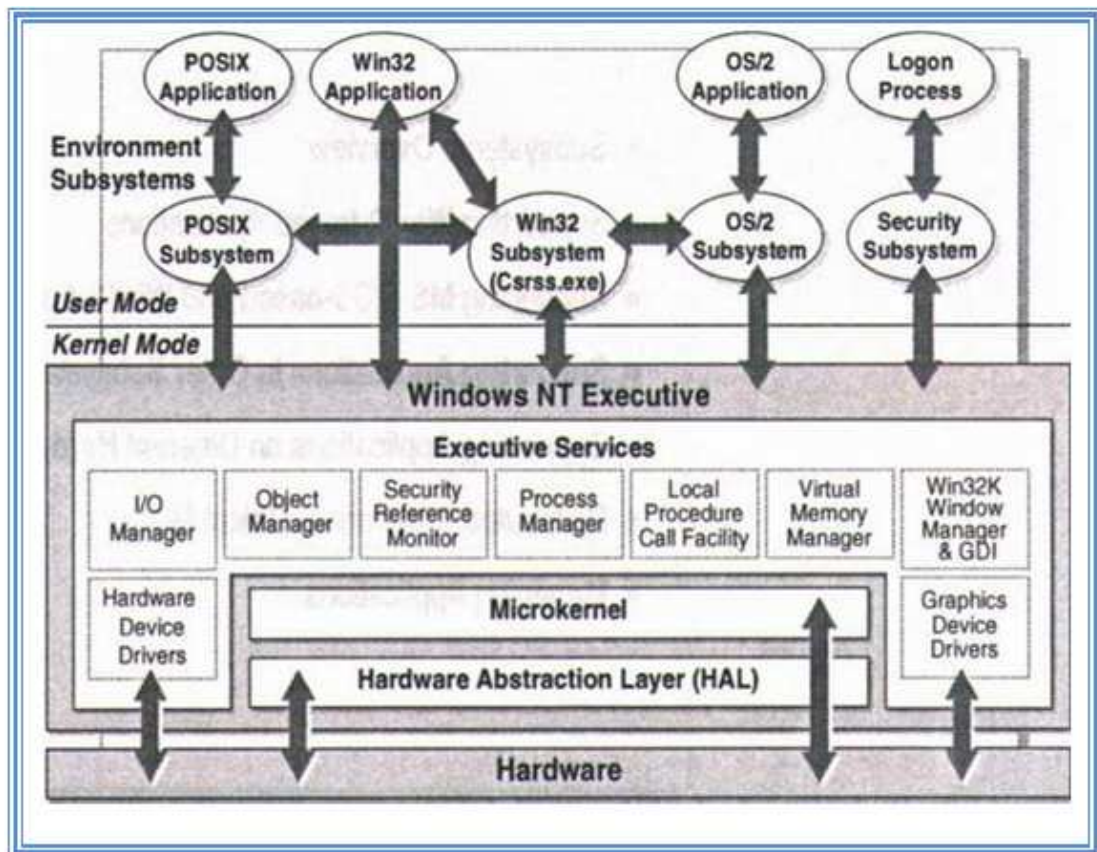 POSIX
Application
Win32
Application
OS/2
Application
Logon
Process
Environment
Subsystems
POSIX
Subsystem
Win32
Subsystem
(Csrss.exe)
OS/2
Subsystem
Security
Subsystem
User Mode
Kernel Mode
Windows NT Executive
Executive Services
I/O
Manager
Object
Manager
Security
Reference
Monitor
Process
Manager
Local
Procedure
Call Facility
Virtual
Memory
Manager
Win32K
Window
Manager
& GDI
Hardware
Device
Drivers
Graphics
Device
Drivers
Microkernel
Hardware Abstraction Layer (HAL)
Hardware